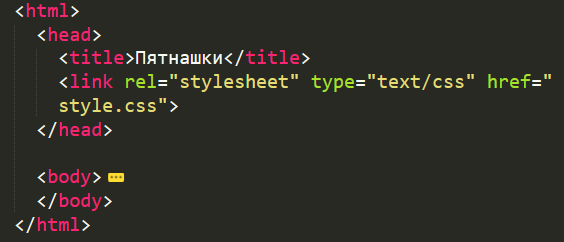 <html>
<head>
<title>Пятнашки</title>
<link rel="stylesheet" type="text/css" href="
style.css">
</head>
<body>
</body>
</html>